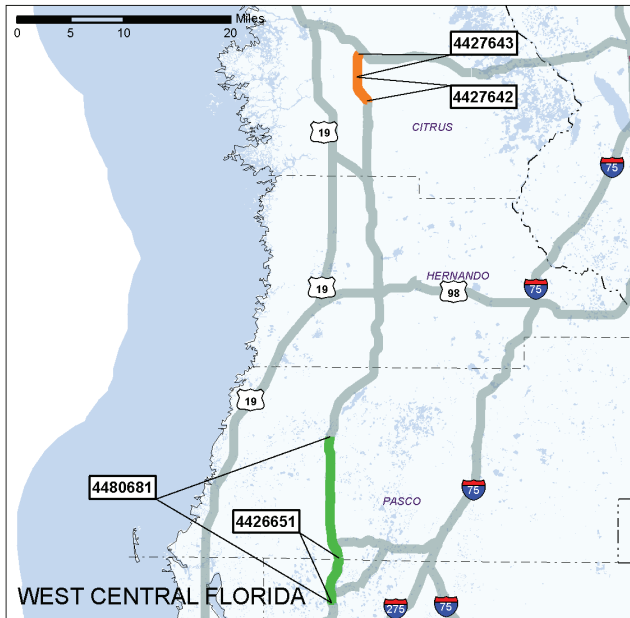 Miles
0 5 10 20
4427643
4427642
CITRUS
19
75
HERNANDO
19
98
75
19
4480681
75
4426651
PASCO
WEST CENTRAL FLORIDA
275
75